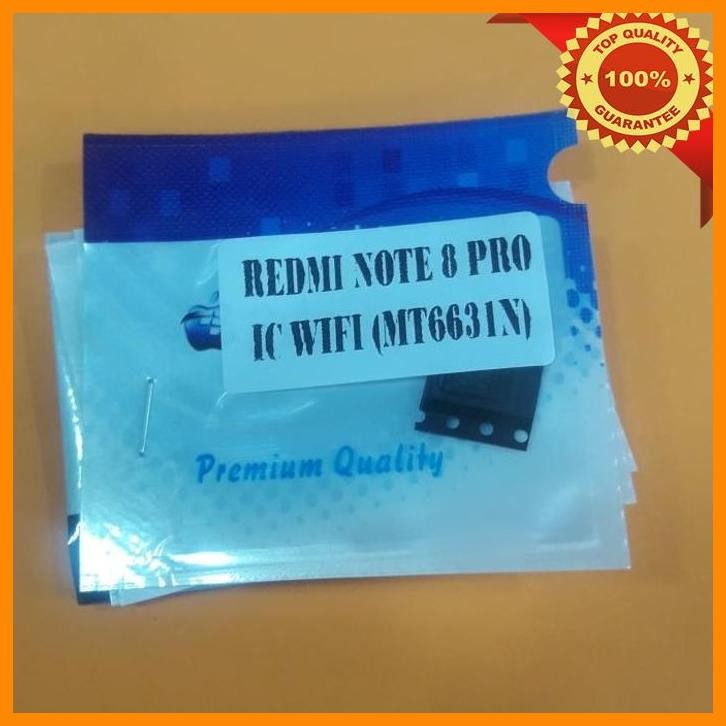 TOP QUALITY
100%
GUARANTEE
REDMI NOTE 8 PRO
IC WIFI (MT6631N)
Premium Quality